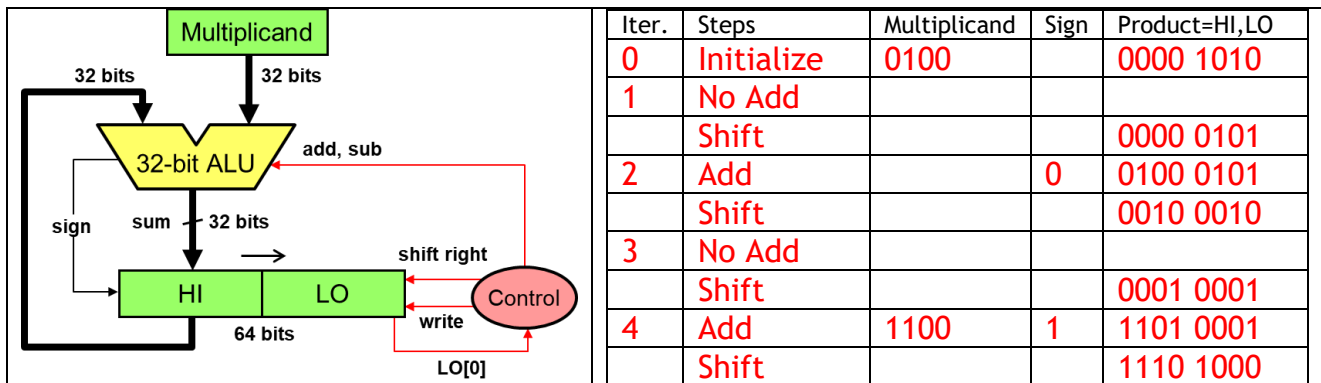 Multiplicand
32 bits 32 bits
32-bit ALU
add, sub
sign
sum 32 bits
shift right
HI LO
Control
write
64 bits
LO[0]
Iter. Steps Multiplicand Sign Product=HI,LO
0 Initialize 0100 0000 1010
1 No Add
Shift 0000 0101
2 Add 0 0100 0101
Shift 0010 0010
3 No Add
Shift 0001 0001
4 Add 1100 1 1101 0001
Shift 1110 1000